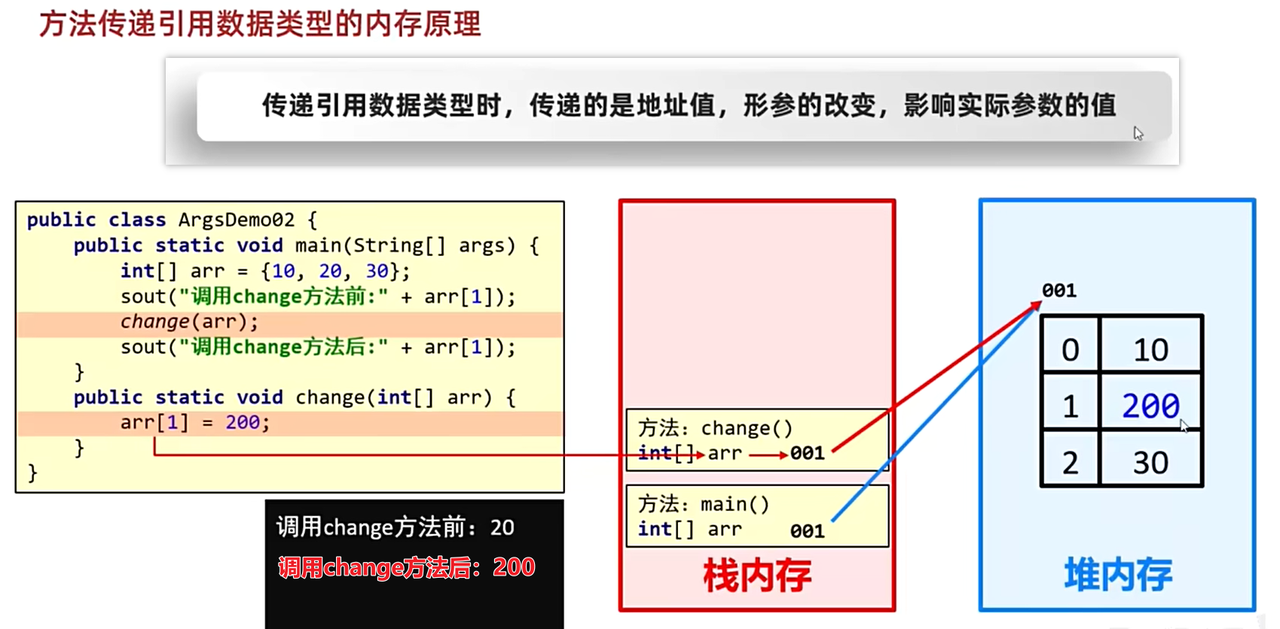 方法传递引用数据类型的内存原理
传递引用数据类型时，传递的是地址值，形参的改变，影响实际参数的值
public class ArgsDemo02 {
public static void main(String[] args) {
int[] arr = {10, 20, 30};
sout("调用change方法前:" + arr[1]);
change(arr);
sout("调用change方法后:" + arr[1]);
}
public static void change(int[] arr) {
arr[1] = 200;
}
}
调用change方法前：20
调用change方法后：200
方法：change()
int[] arr 001
方法：main()
int[] arr 001
栈内存
001
0 10
1 200
2 30
堆内存